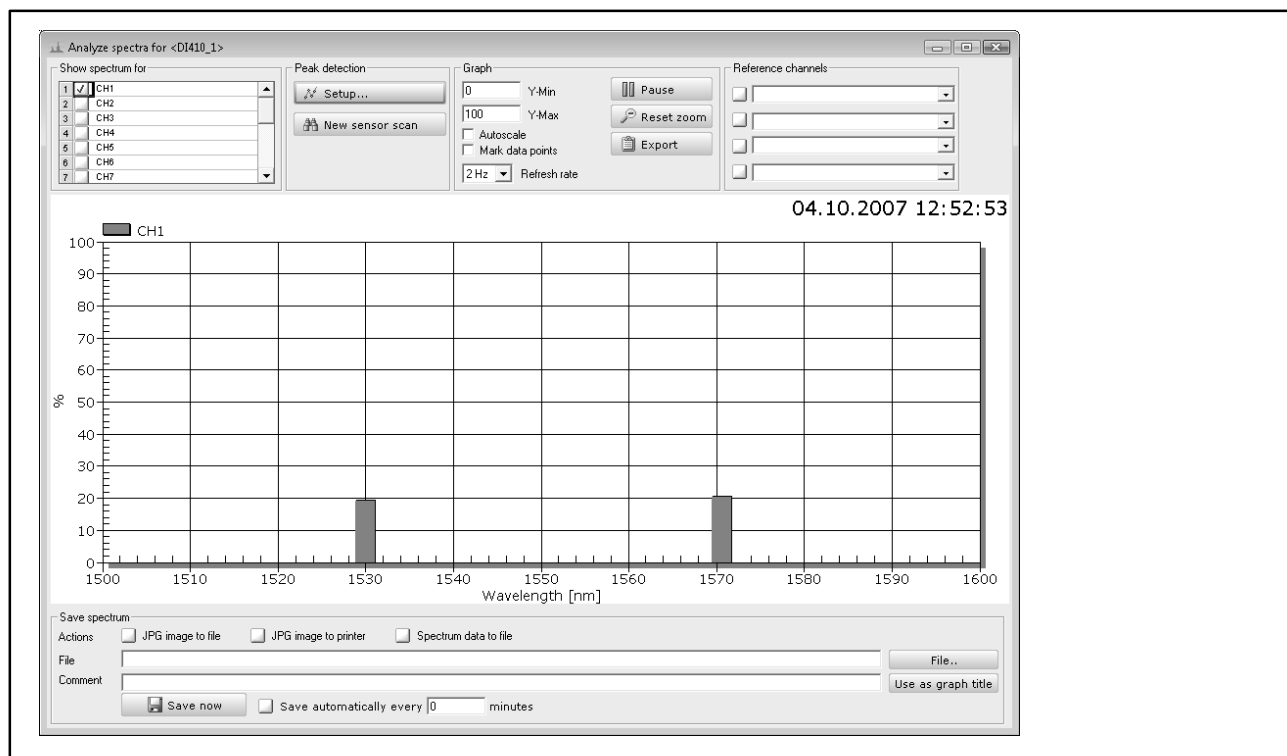 Analyze spectra for <DI410_1>
Show spectrum for
1 CH1
2 CH2
3 CH3
4 CH4
5 CH5
6 CH6
7 CH7
Peak detection
Setup...
New sensor scan
Graph
0 Y-Min
100 Y-Max
Autoscale
Mark data points
2 Hz Refresh rate
Pause
Reset zoom
Export
Reference channels
04.10.2007 12:52:53
CH1
100
90
80
70
60
50
40
30
20
10
0
%
1500 1510 1520 1530 1540 1550 1560 1570 1580 1590 1600
Wavelength [nm]
Save spectrum
Actions JPG image to file JPG image to printer Spectrum data to file
File File..
Comment Use as graph title
Save now Save automatically every 0 minutes